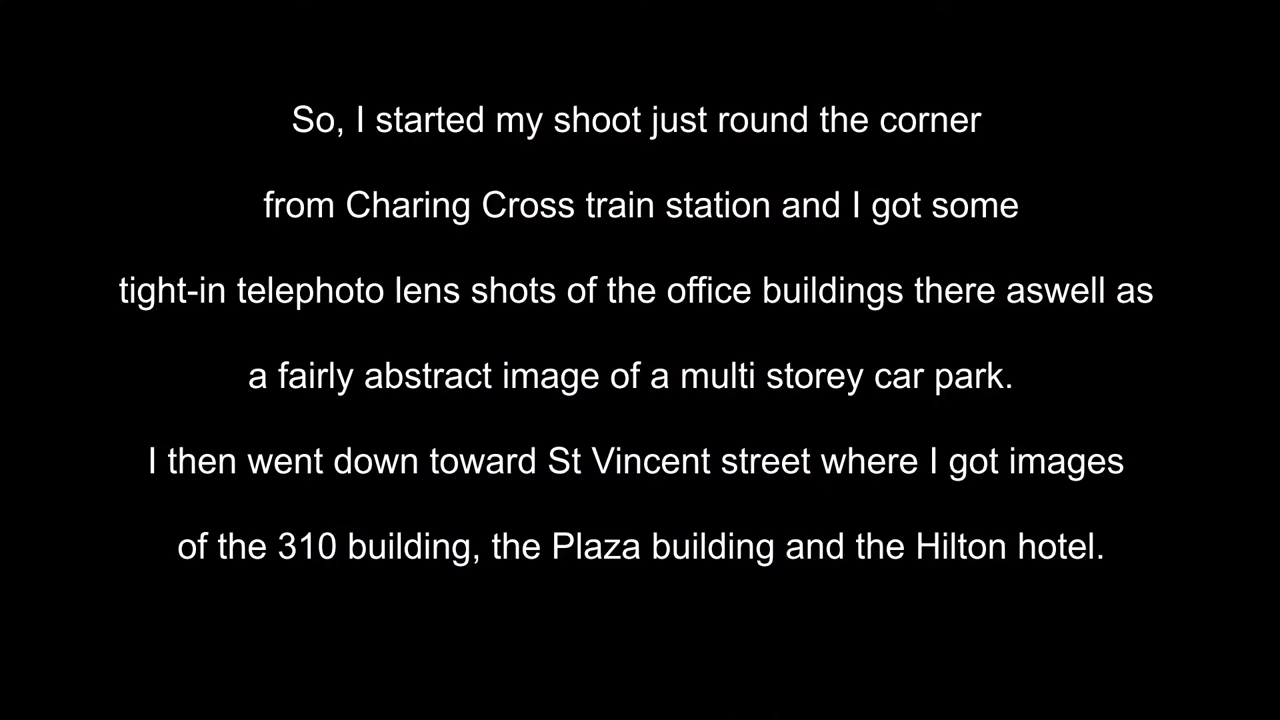 So, I started my shoot just round the corner
from Charing Cross train station and I got some
tight-in telephoto lens shots of the office buildings there aswell as
a fairly abstract image of a multi storey car park.
I then went down toward St Vincent street where I got images
of the 310 building, the Plaza building and the Hilton hotel.